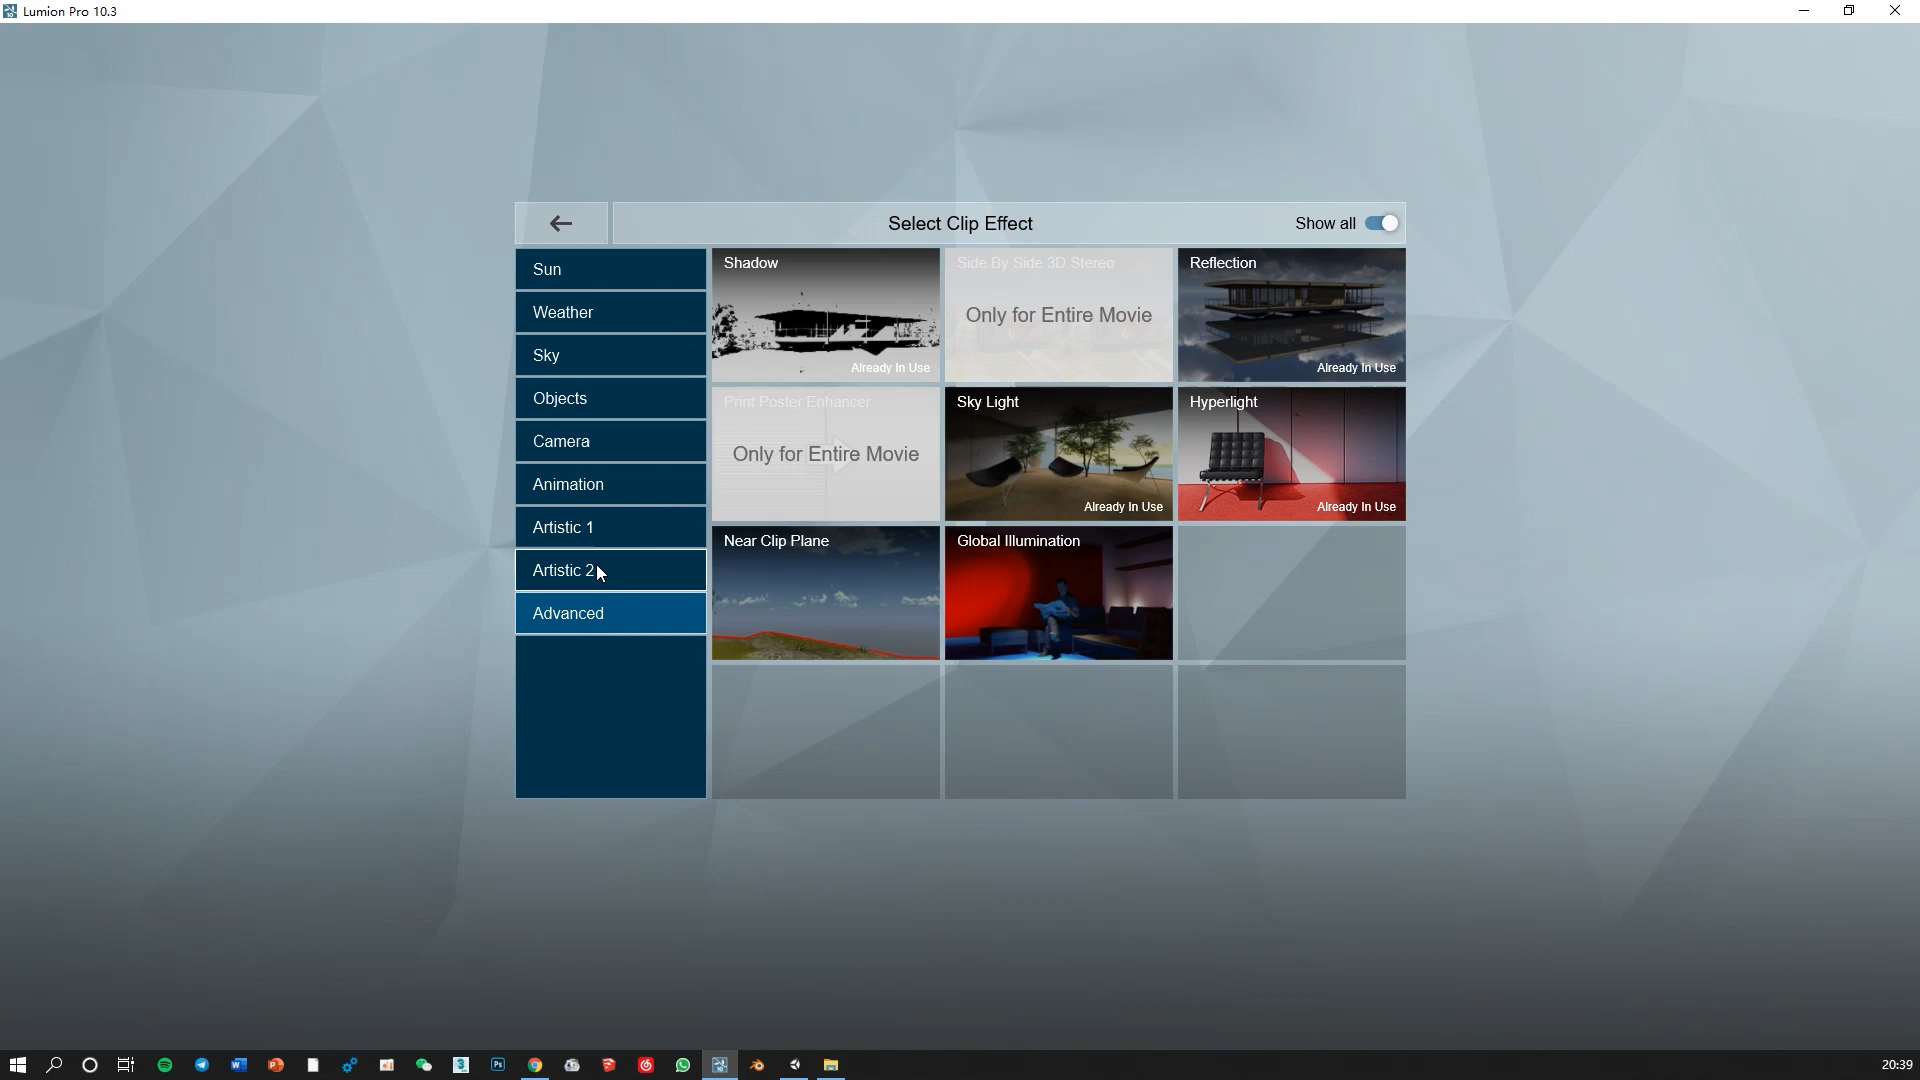 Lumion Pro 10.3
Select Clip Effect
Show all
Sun
Weather
Sky
Objects
Camera
Animation
Artistic 1
Artistic 2
Advanced
Shadow
Already In Use
Side By Side 3D Stereo
Only for Entire Movie
Reflection
Already In Use
Print Poster Enhancer
Only for Entire Movie
Sky Light
Already In Use
Hyperlight
Already In Use
Near Clip Plane
Global Illumination
20:39